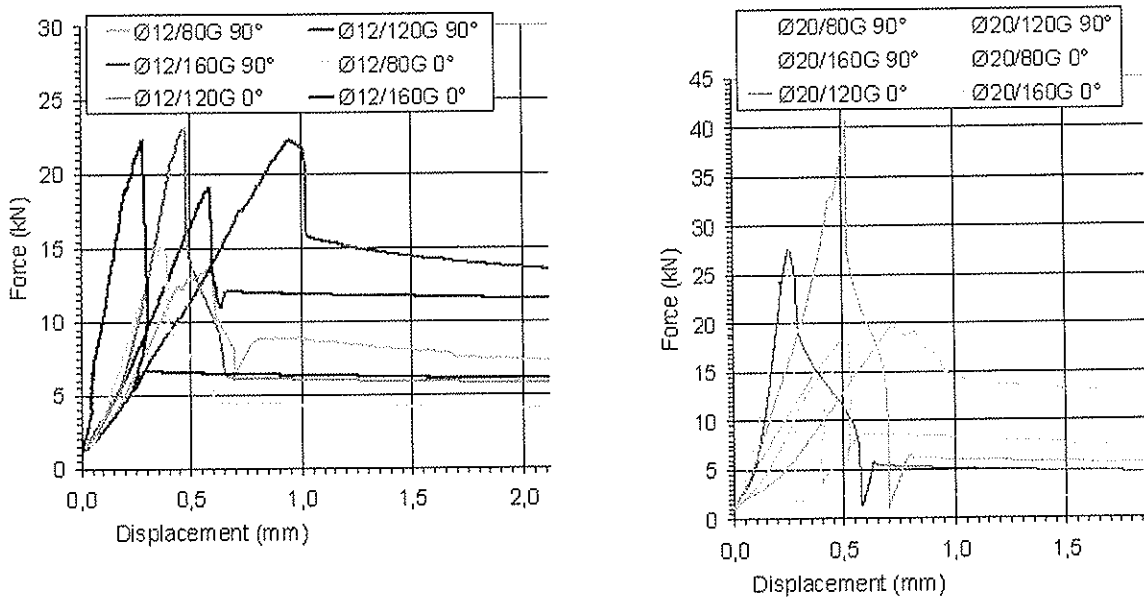 30
25
20
15
10
5
0
Force (kN)
Ø12/80G 90° Ø12/120G 90°
Ø12/160G 90° Ø12/80G 0°
Ø12/120G 0° Ø12/160G 0°
0,0 0,5 1,0 1,5 2,0
Displacement (mm)
Ø20/80G 90° Ø20/120G 90°
Ø20/160G 90° Ø20/80G 0°
Ø20/120G 0° Ø20/160G 0°
45
40
35
30
25
20
15
10
5
0
Force (kN)
0,0 0,5 1,0 1,5
Displacement (mm)